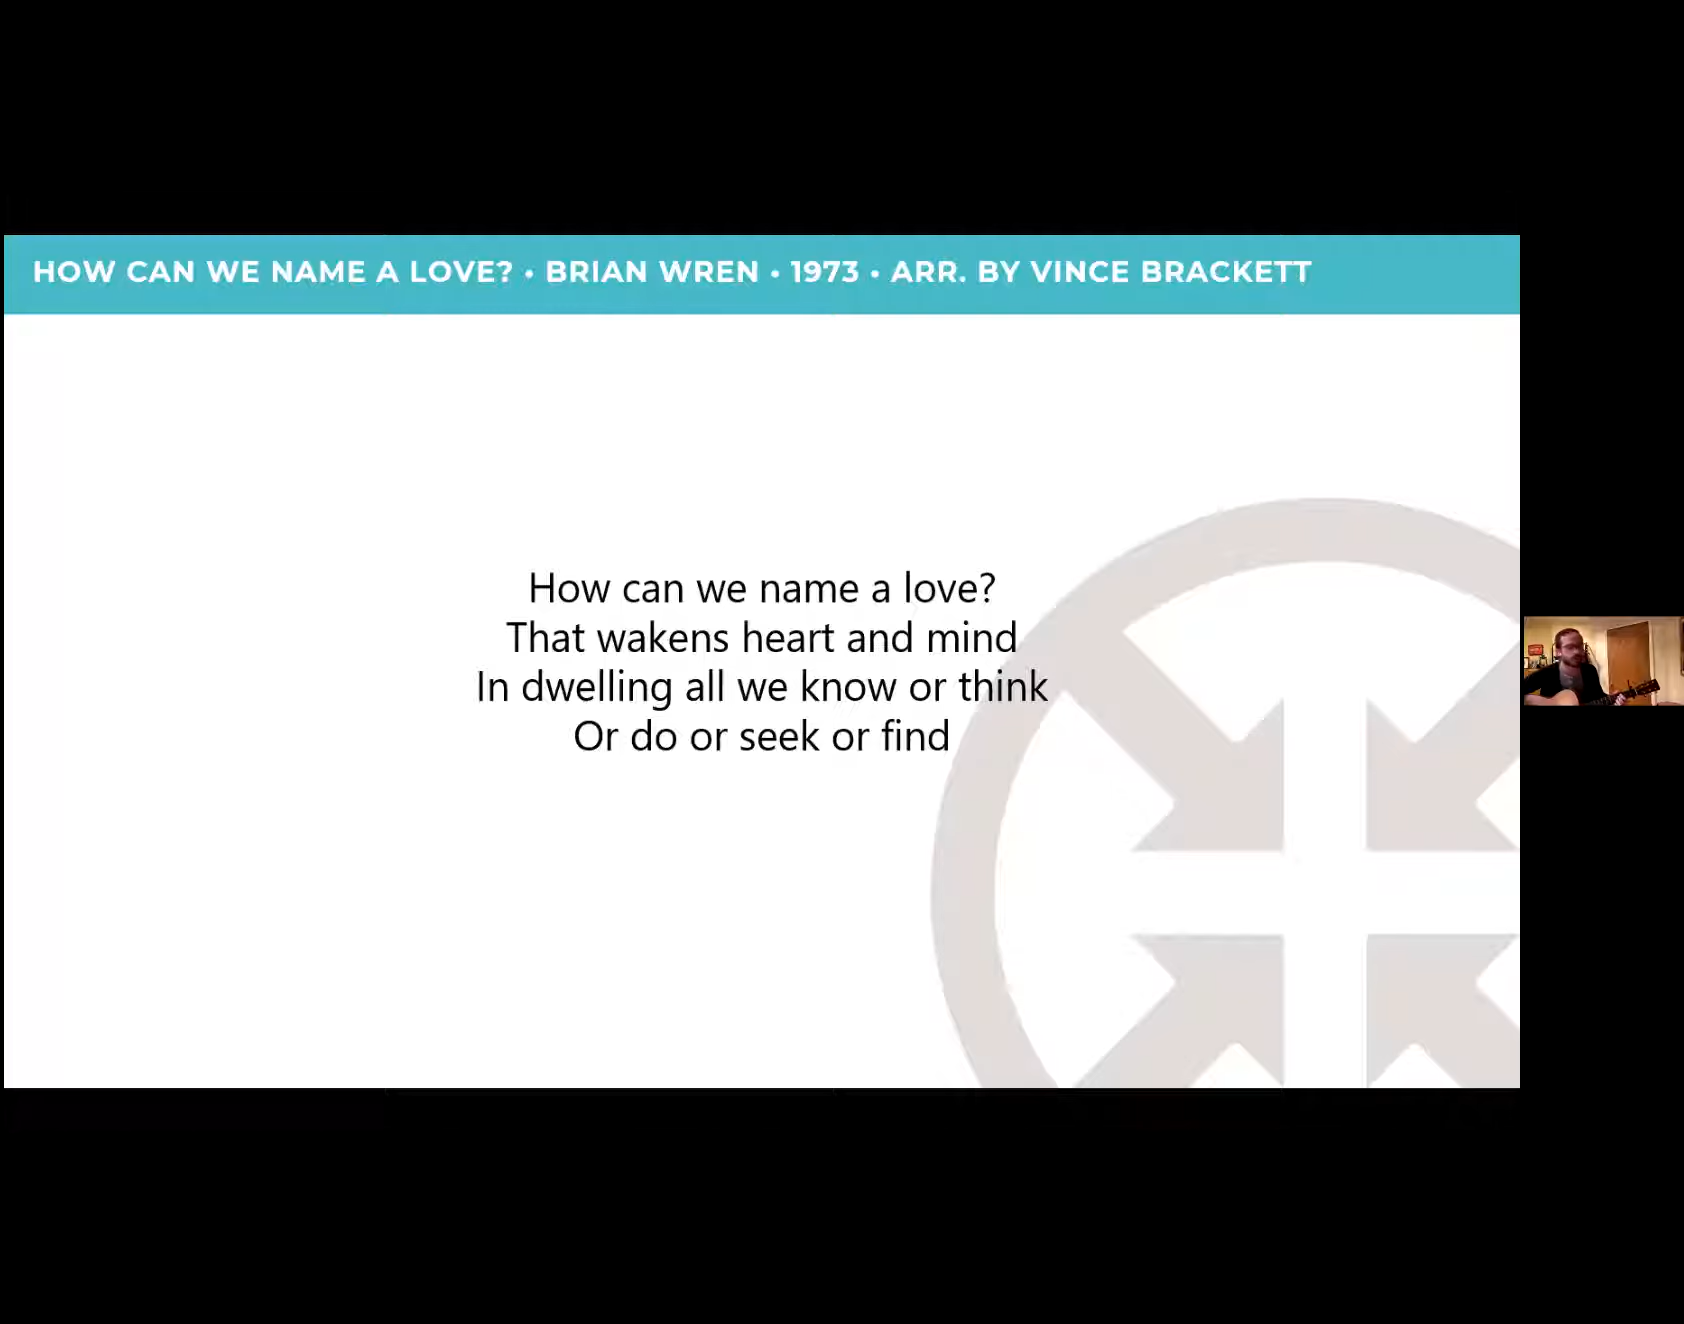 HOW CAN WE NAME A LOVE? • BRIAN WREN • 1973 • ARR. BY VINCE BRACKETT
How can we name a love?
That wakens heart and mind
In dwelling all we know or think
Or do or seek or find